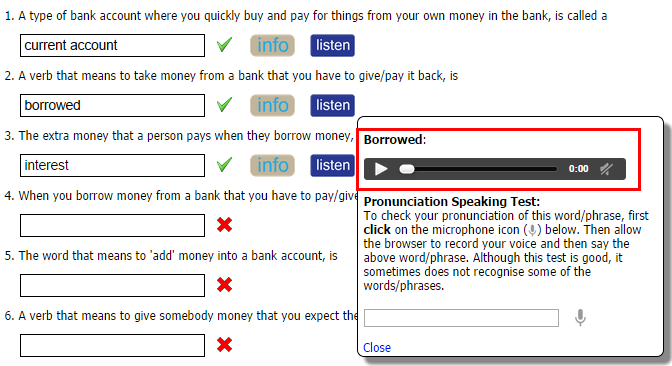 1. A type of bank account where you quickly buy and pay for things from your own money in the bank, is called a
current account info listen
2. A verb that means to take money from a bank that you have to give/pay it back, is
borrowed info listen
3. The extra money that a person pays when they borrow money,
interest info listen
4. When you borrow money from a bank that you have to pay/give
5. The word that means to 'add' money into a bank account, is
6. A verb that means to give somebody money that you expect the
Borrowed:
0:00
Pronunciation Speaking Test:
To check your pronunciation of this word/phrase, first
click on the microphone icon ( ) below. Then allow
the browser to record your voice and then say the
above word/phrase. Although this test is good, it
sometimes does not recognise some of the
words/phrases.
Close